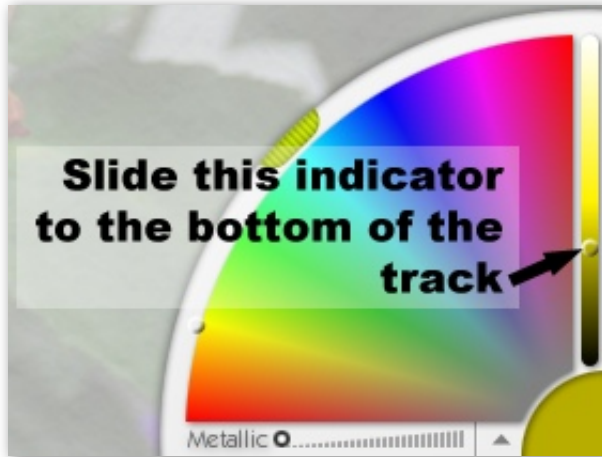 Slide this indicator
to the bottom of the
track
Metallic